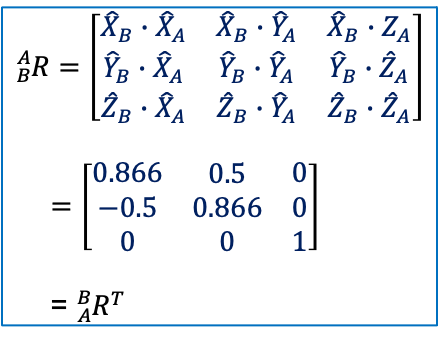 ^A_B R = [ X̂_B · X̂_A   X̂_B · Ŷ_A   X̂_B · Z_A
Ŷ_B · X̂_A   Ŷ_B · Ŷ_A   Ŷ_B · Ẑ_A
Ẑ_B · X̂_A   Ẑ_B · Ŷ_A   Ẑ_B · Ẑ_A ]
= [ 0.866   0.5   0
−0.5   0.866   0
0   0   1 ]
= ^B_A R^T